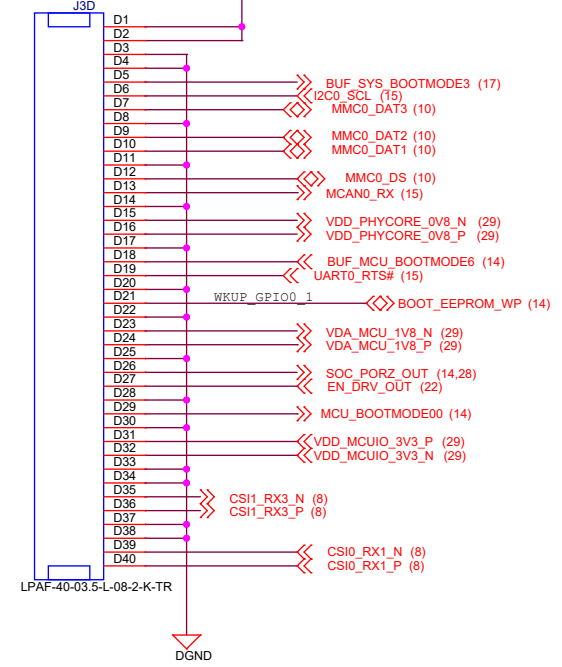 J3D
D1
D2
D3
D4
D5 BUF_SYS_BOOTMODE3 (17)
D6 I2C0_SCL (15)
D7 MMC0_DAT3 (10)
D8
D9 MMC0_DAT2 (10)
D10 MMC0_DAT1 (10)
D11
D12 MMC0_DS (10)
D13 MCAN0_RX (15)
D14
D15 VDD_PHYCORE_0V8_N (29)
D16 VDD_PHYCORE_0V8_P (29)
D17
D18 BUF_MCU_BOOTMODE6 (14)
D19 UART0_RTS# (15)
D20
D21 WKUP_GPIO0_1 BOOT_EEPROM_WP (14)
D22
D23 VDA_MCU_1V8_N (29)
D24 VDA_MCU_1V8_P (29)
D25
D26 SOC_PORZ_OUT (14,28)
D27 EN_DRV_OUT (22)
D28
D29 MCU_BOOTMODE00 (14)
D30
D31 VDD_MCUIO_3V3_P (29)
D32 VDD_MCUIO_3V3_N (29)
D33
D34
D35 CSI1_RX3_N (8)
D36 CSI1_RX3_P (8)
D37
D38
D39 CSI0_RX1_N (8)
D40 CSI0_RX1_P (8)
LPAF-40-03.5-L-08-2-K-TR
DGND